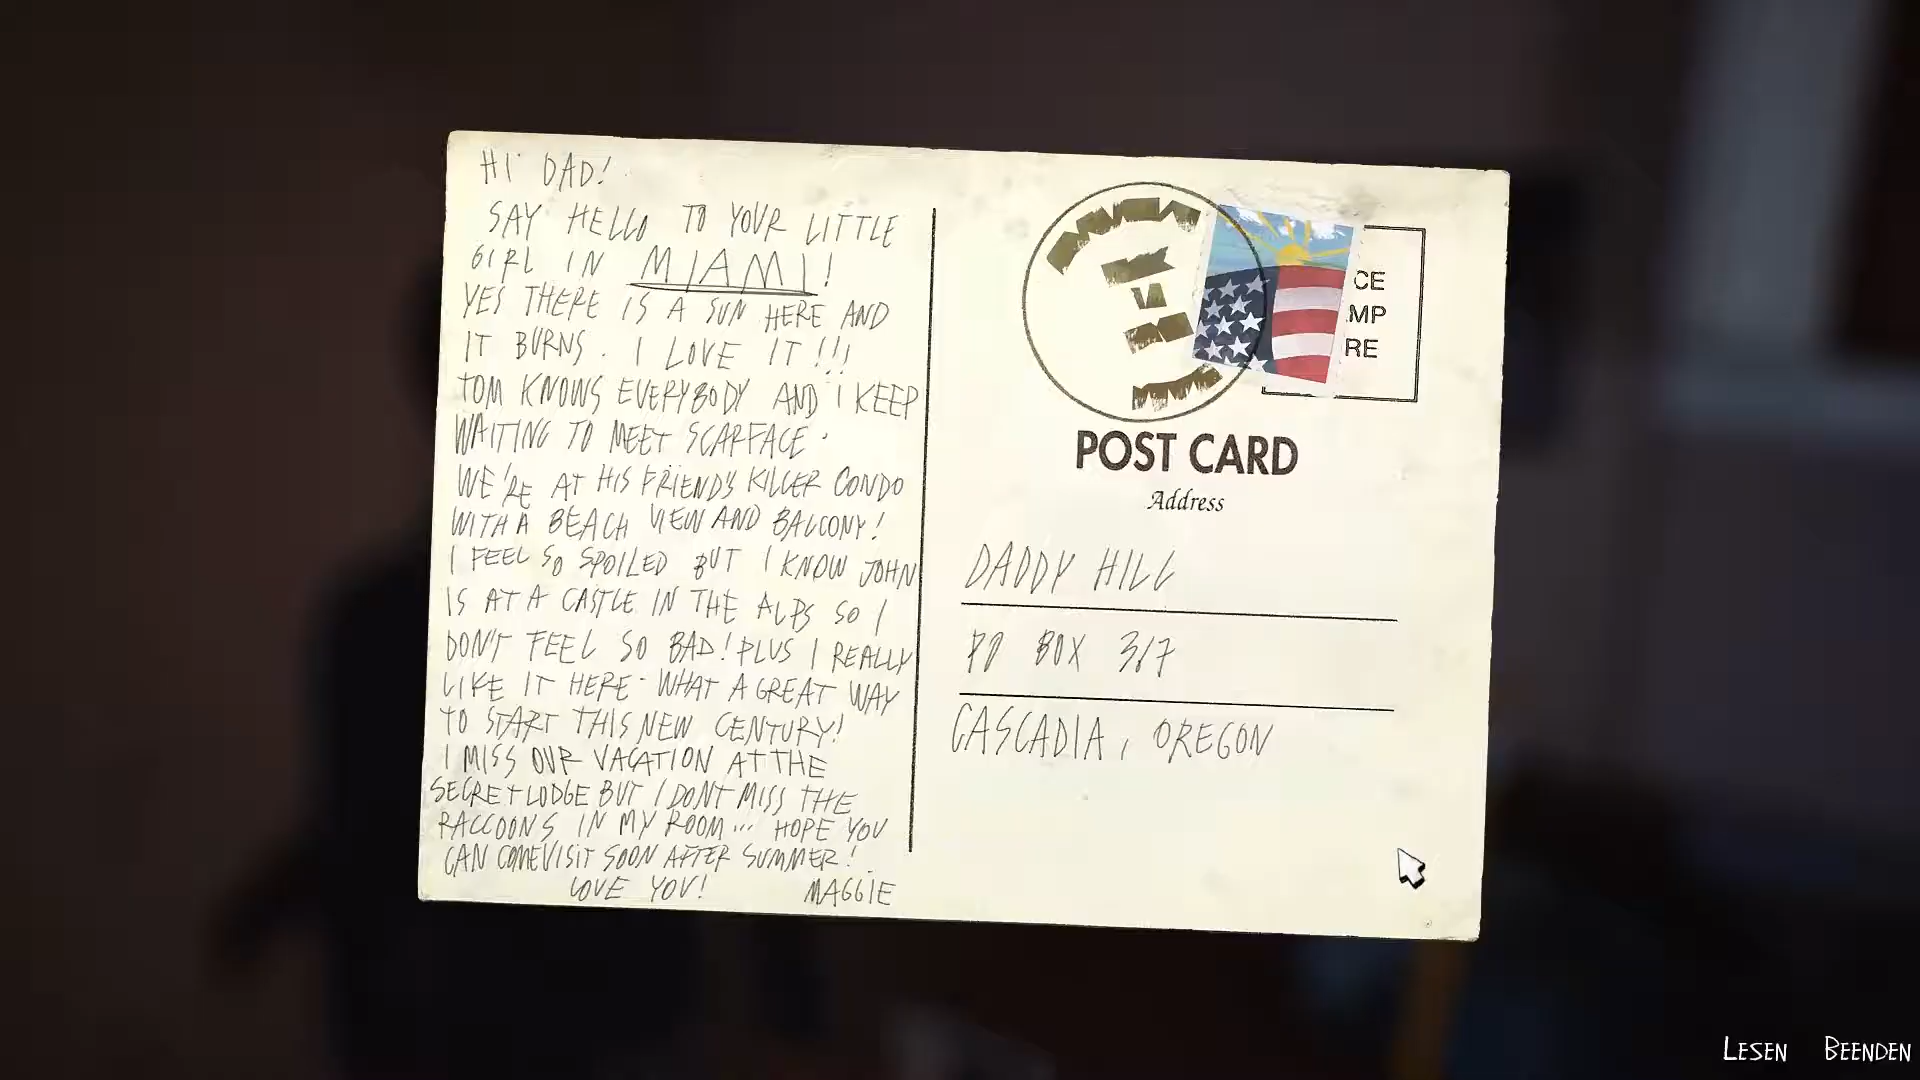 HI DAD!
SAY HELLO TO YOUR LITTLE
GIRL IN MIAMI!
YES THERE IS A SUN HERE AND
IT BURNS. I LOVE IT!!!
TOM KNOWS EVERYBODY AND I KEEP
WAITING TO MEET SCARFACE.
WE'RE AT HIS FRIENDS KILLER CONDO
WITH A BEACH VIEW AND BALCONY!
I FEEL SO SPOILED BUT I KNOW JOHN
IS AT A CASTLE IN THE ALPS SO I
DON'T FEEL SO BAD! PLUS I REALLY
LIKE IT HERE - WHAT A GREAT WAY
TO START THIS NEW CENTURY!
I MISS OUR VACATION AT THE
SECRET LODGE BUT I DONT MISS THE
RACCOONS IN MY ROOM... HOPE YOU
CAN COME VISIT SOON AFTER SUMMER!
LOVE YOU! MAGGIE
CE
MP
RE
POST CARD
Address
DADDY HILL
PO BOX 317
CASCADIA, OREGON
LESEN BEENDEN